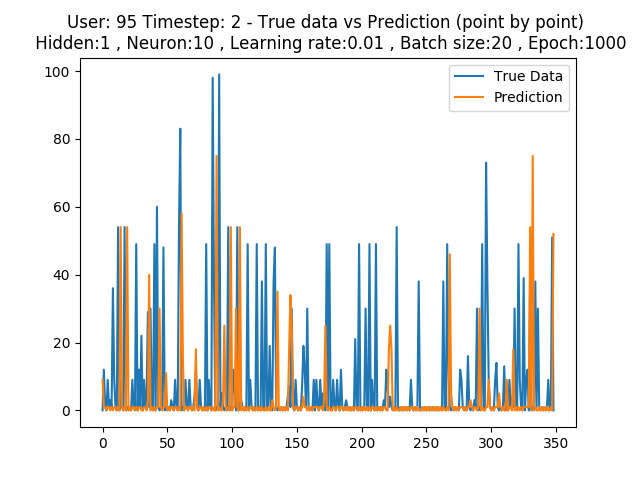 User: 95 Timestep: 2 - True data vs Prediction (point by point)
Hidden:1 , Neuron:10 , Learning rate:0.01 , Batch size:20 , Epoch:1000
True Data
Prediction
100
80
60
40
20
0
0 50 100 150 200 250 300 350